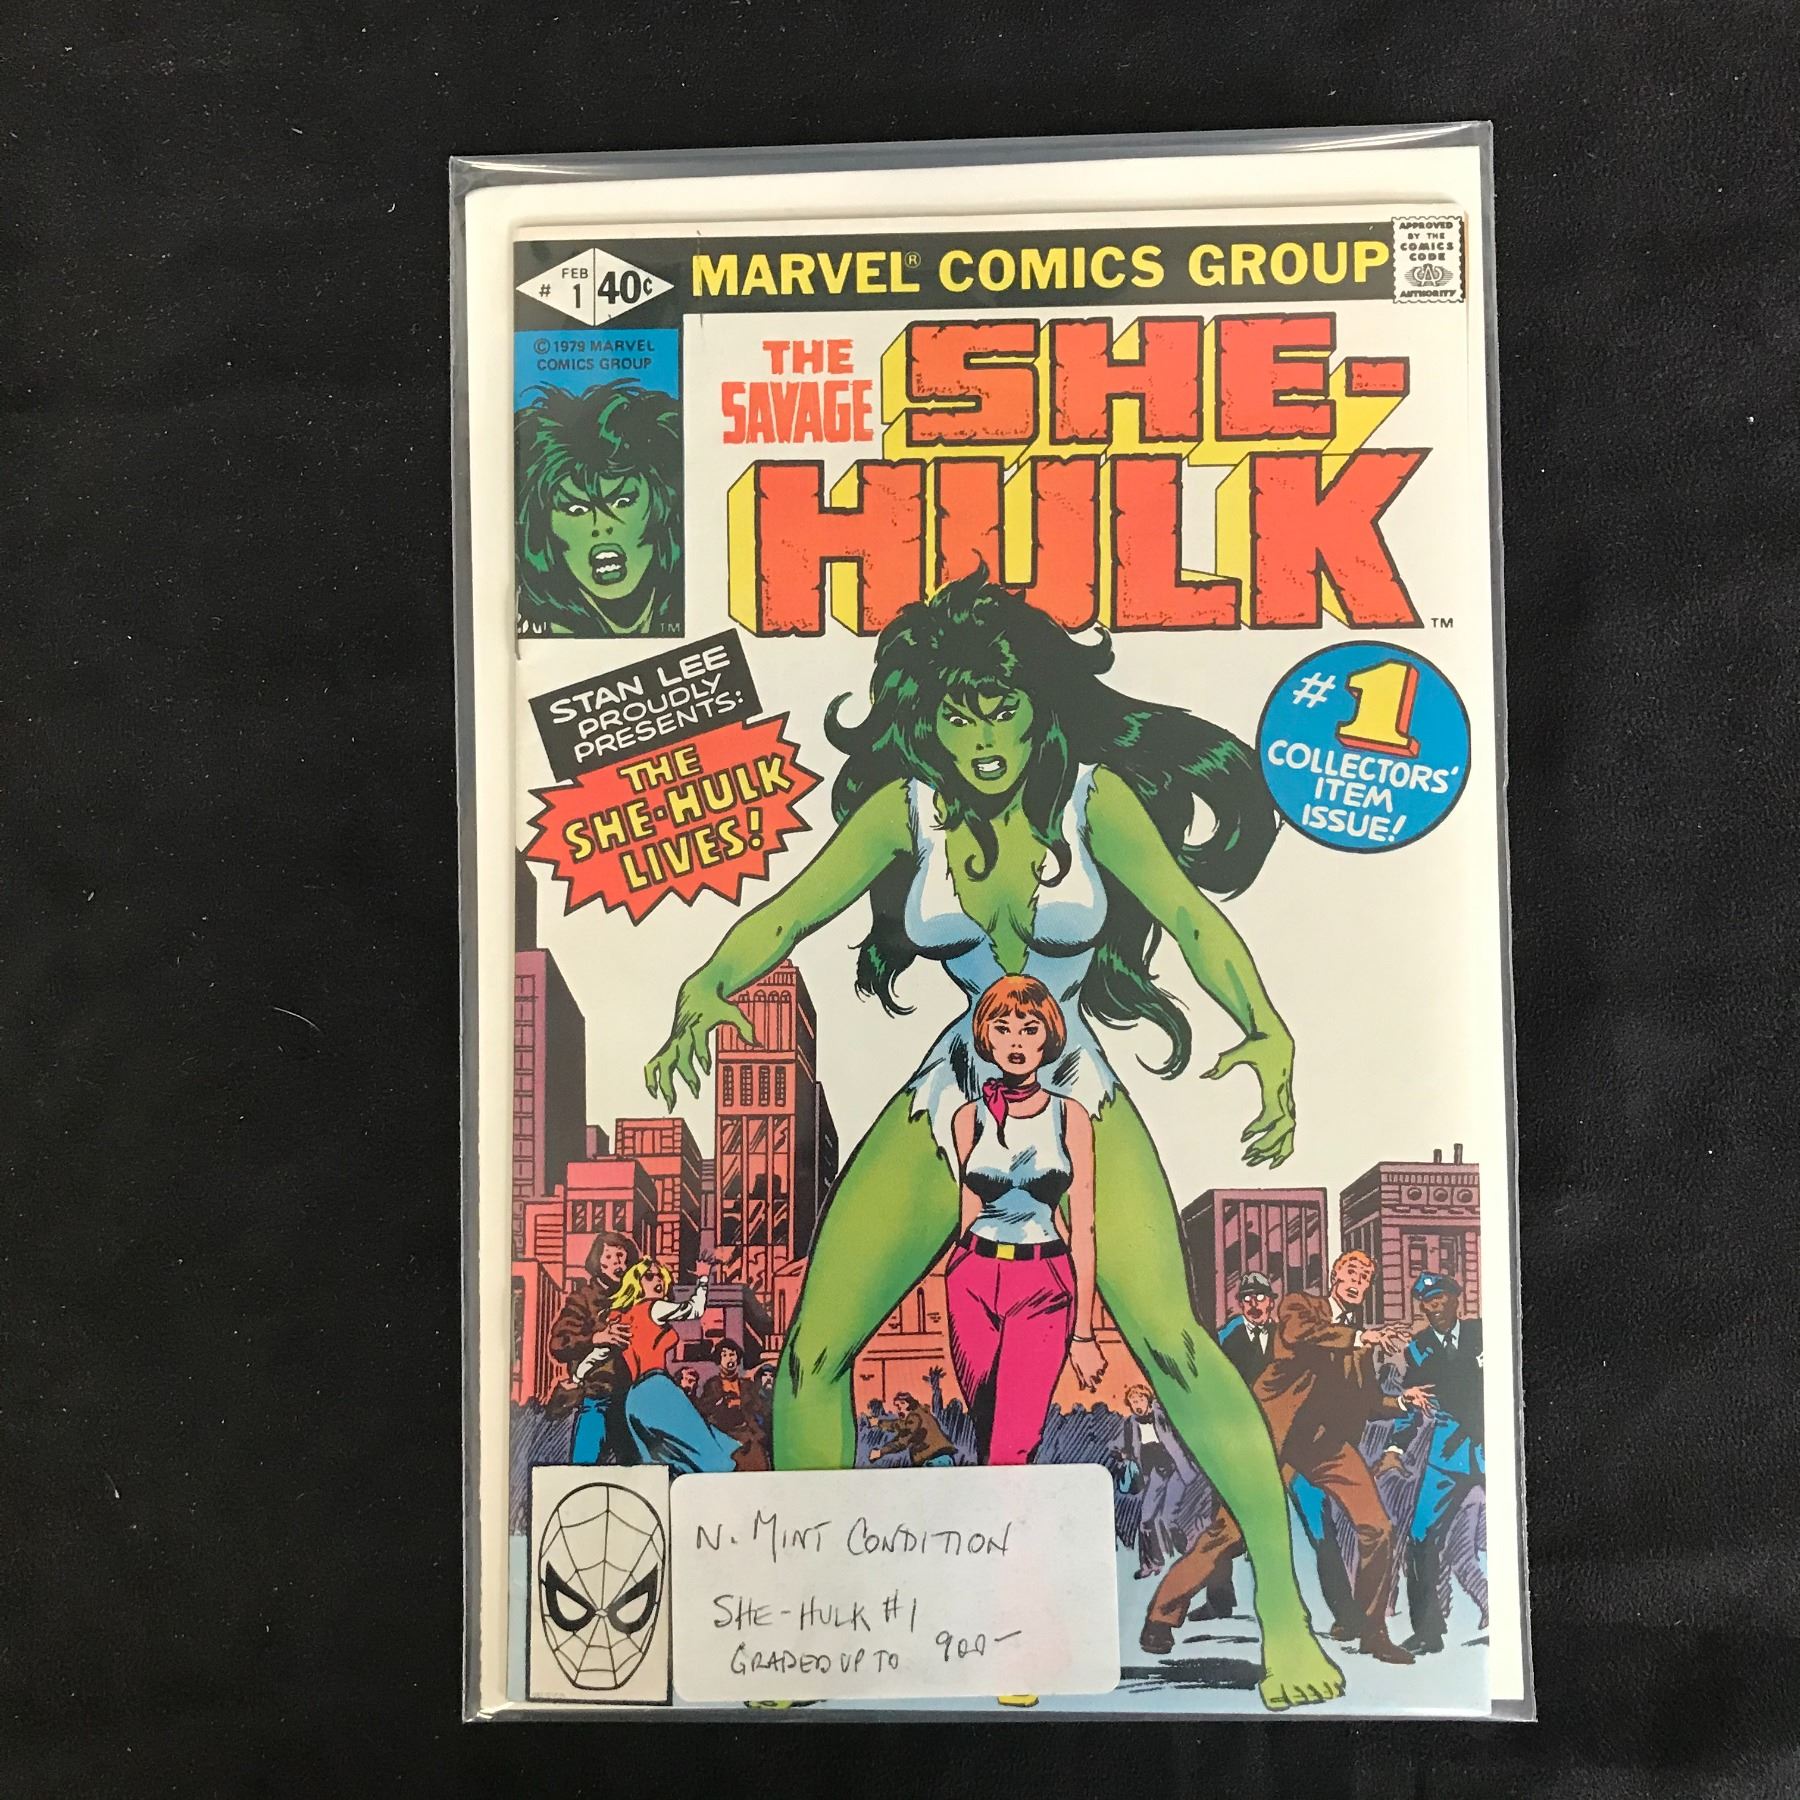 FEB
# 1 40¢
MARVEL® COMICS GROUP
APPROVED
BY THE
COMICS
CODE
CA
AUTHORITY
© 1979 MARVEL
COMICS GROUP
THE
SAVAGE
SHE-
HULK
TM
TM
STAN LEE
PROUDLY
PRESENTS:
THE
SHE-HULK
LIVES!
#1
COLLECTORS'
ITEM
ISSUE!
N. MINT CONDITION
SHE-HULK #1
GRADED UP TO 900-